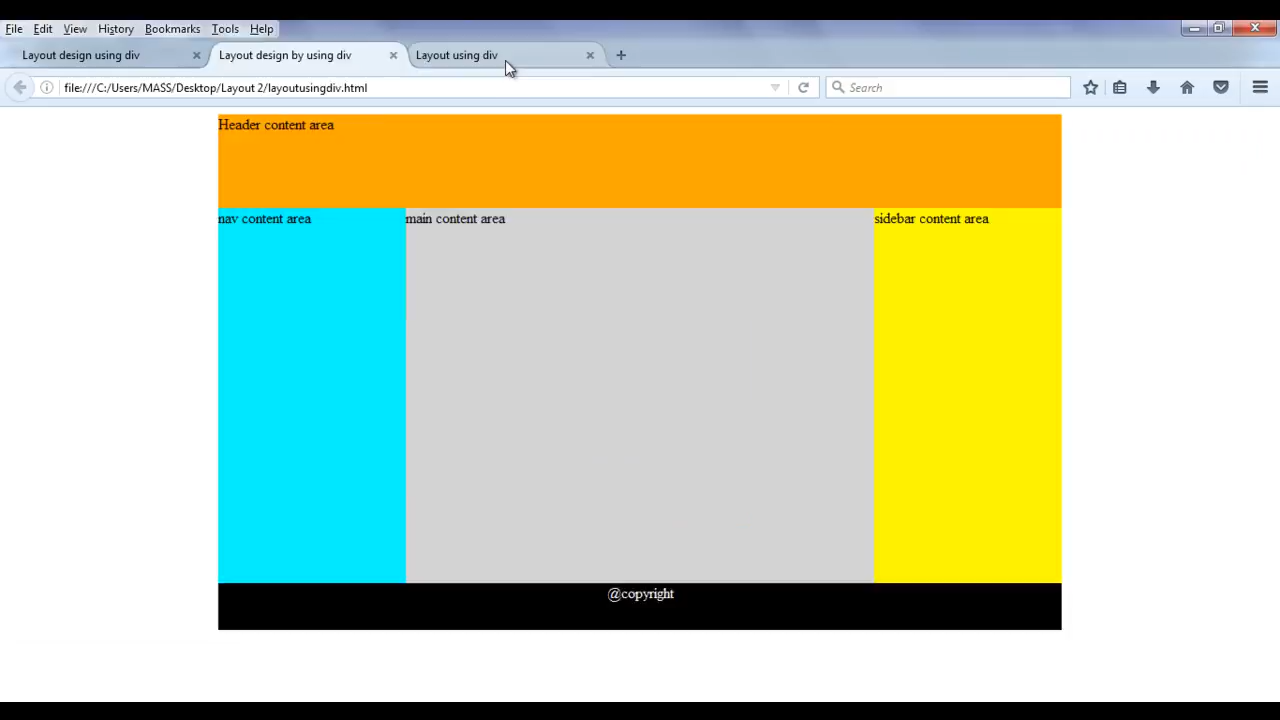 File Edit View History Bookmarks Tools Help
Layout design using div Layout design by using div Layout using div
file:///C:/Users/MASS/Desktop/Layout 2/layoutusingdiv.html Search
Header content area
nav content area main content area sidebar content area
@copyright